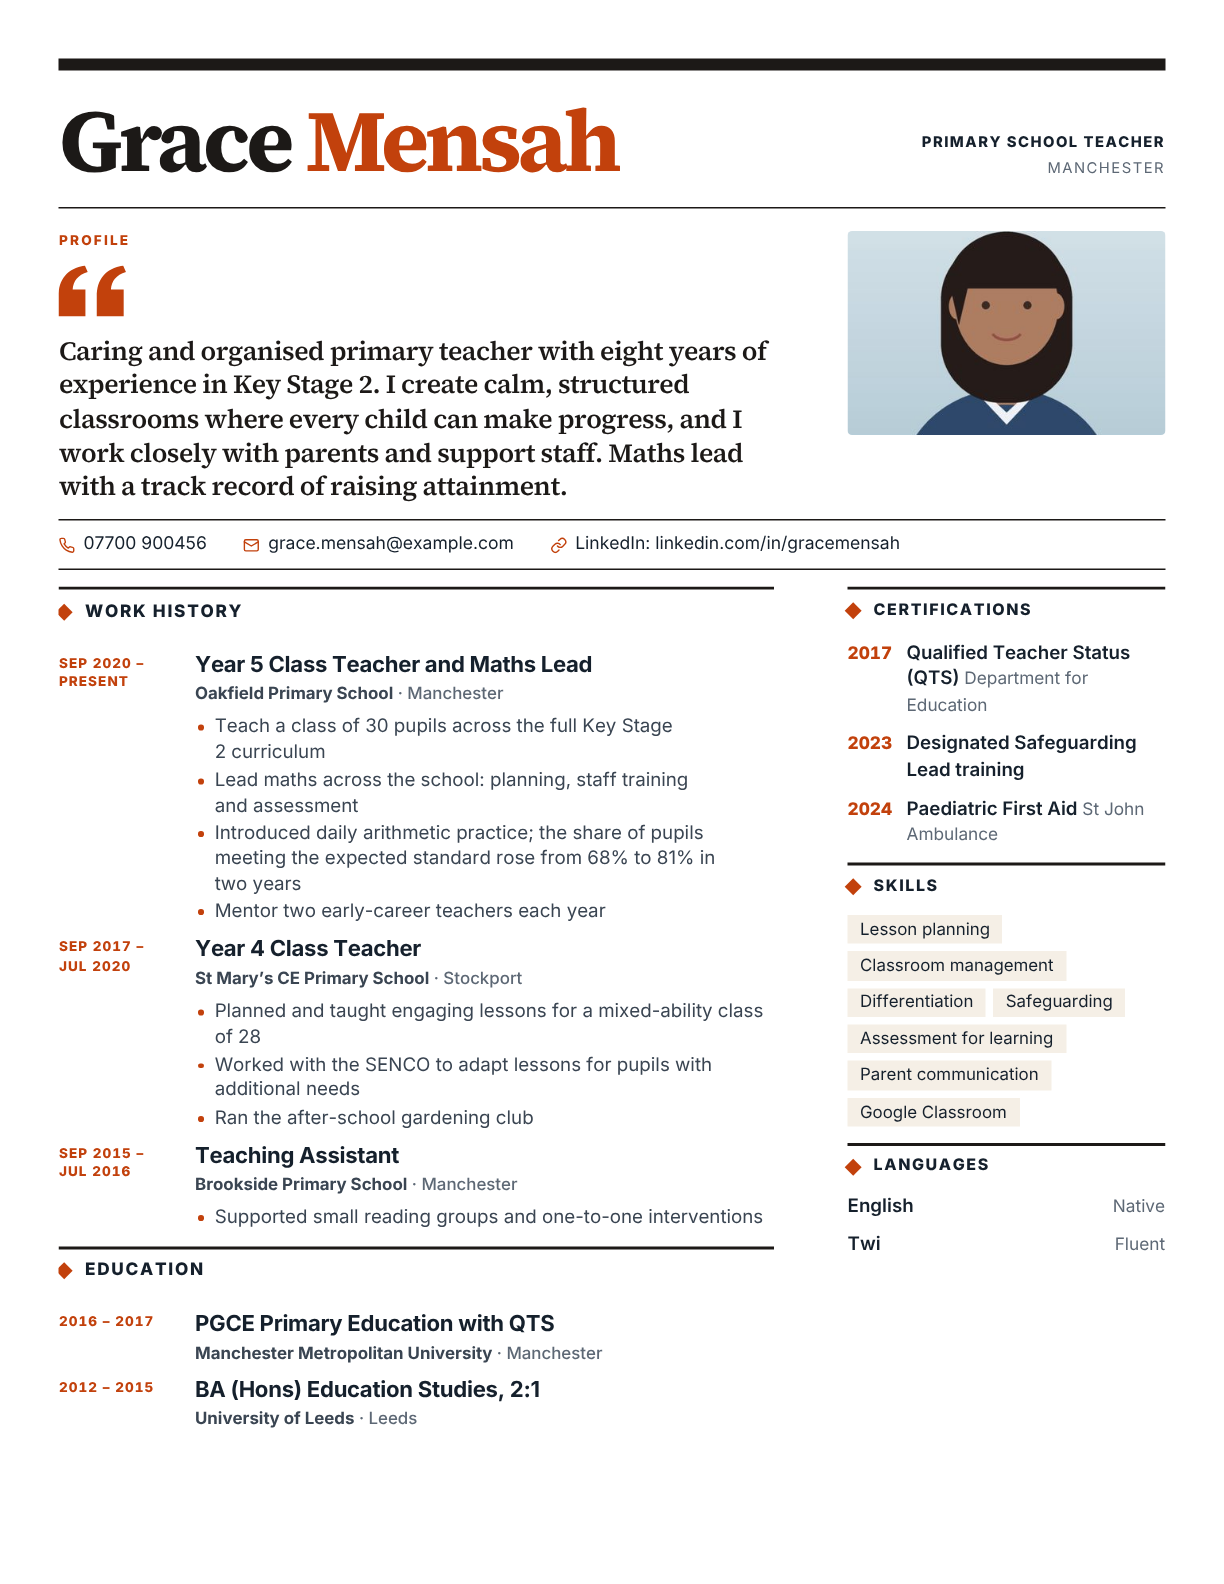 Grace Mensah
PRIMARY SCHOOL TEACHER
MANCHESTER
PROFILE
“
Caring and organised primary teacher with eight years of
experience in Key Stage 2. I create calm, structured
classrooms where every child can make progress, and I
work closely with parents and support staff. Maths lead
with a track record of raising attainment.
07700 900456
grace.mensah@example.com
LinkedIn: linkedin.com/in/gracemensah
WORK HISTORY
SEP 2020 –
PRESENT
Year 5 Class Teacher and Maths Lead
Oakfield Primary School · Manchester
• Teach a class of 30 pupils across the full Key Stage
2 curriculum
• Lead maths across the school: planning, staff training
and assessment
• Introduced daily arithmetic practice; the share of pupils
meeting the expected standard rose from 68% to 81% in
two years
• Mentor two early-career teachers each year
SEP 2017 –
JUL 2020
Year 4 Class Teacher
St Mary’s CE Primary School · Stockport
• Planned and taught engaging lessons for a mixed-ability class
of 28
• Worked with the SENCO to adapt lessons for pupils with
additional needs
• Ran the after-school gardening club
SEP 2015 –
JUL 2016
Teaching Assistant
Brookside Primary School · Manchester
• Supported small reading groups and one-to-one interventions
EDUCATION
2016 – 2017
PGCE Primary Education with QTS
Manchester Metropolitan University · Manchester
2012 – 2015
BA (Hons) Education Studies, 2:1
University of Leeds · Leeds
CERTIFICATIONS
2017 Qualified Teacher Status
(QTS) Department for
Education
2023 Designated Safeguarding
Lead training
2024 Paediatric First Aid St John
Ambulance
SKILLS
Lesson planning
Classroom management
Differentiation Safeguarding
Assessment for learning
Parent communication
Google Classroom
LANGUAGES
English Native
Twi Fluent